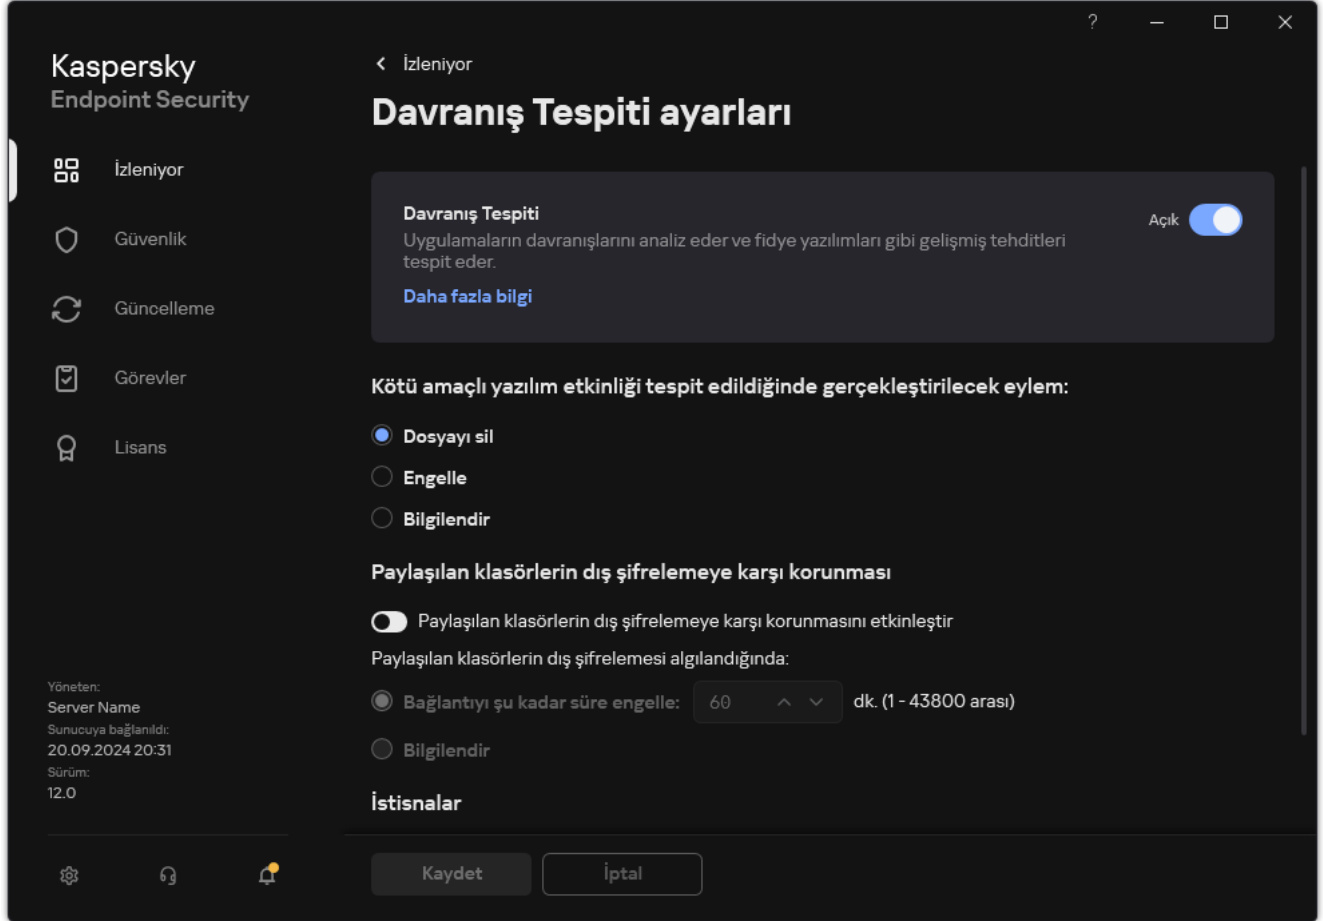 ?
Kaspersky
Endpoint Security
İzleniyor
Güvenlik
Güncelleme
Görevler
Lisans
Yöneten:
Server Name
Sunucuya bağlanıldı:
20.09.2024 20:31
Sürüm:
12.0
İzleniyor
Davranış Tespiti ayarları
Davranış Tespiti
Açık
Uygulamaların davranışlarını analiz eder ve fidye yazılımları gibi gelişmiş tehditleri
tespit eder.
Daha fazla bilgi
Kötü amaçlı yazılım etkinliği tespit edildiğinde gerçekleştirilecek eylem:
Dosyayı sil
Engelle
Bilgilendir
Paylaşılan klasörlerin dış şifrelemeye karşı korunması
Paylaşılan klasörlerin dış şifrelemeye karşı korunmasını etkinleştir
Paylaşılan klasörlerin dış şifrelemesi algılandığında:
Bağlantıyı şu kadar süre engelle: 60 dk. (1 - 43800 arası)
Bilgilendir
İstisnalar
Kaydet
İptal